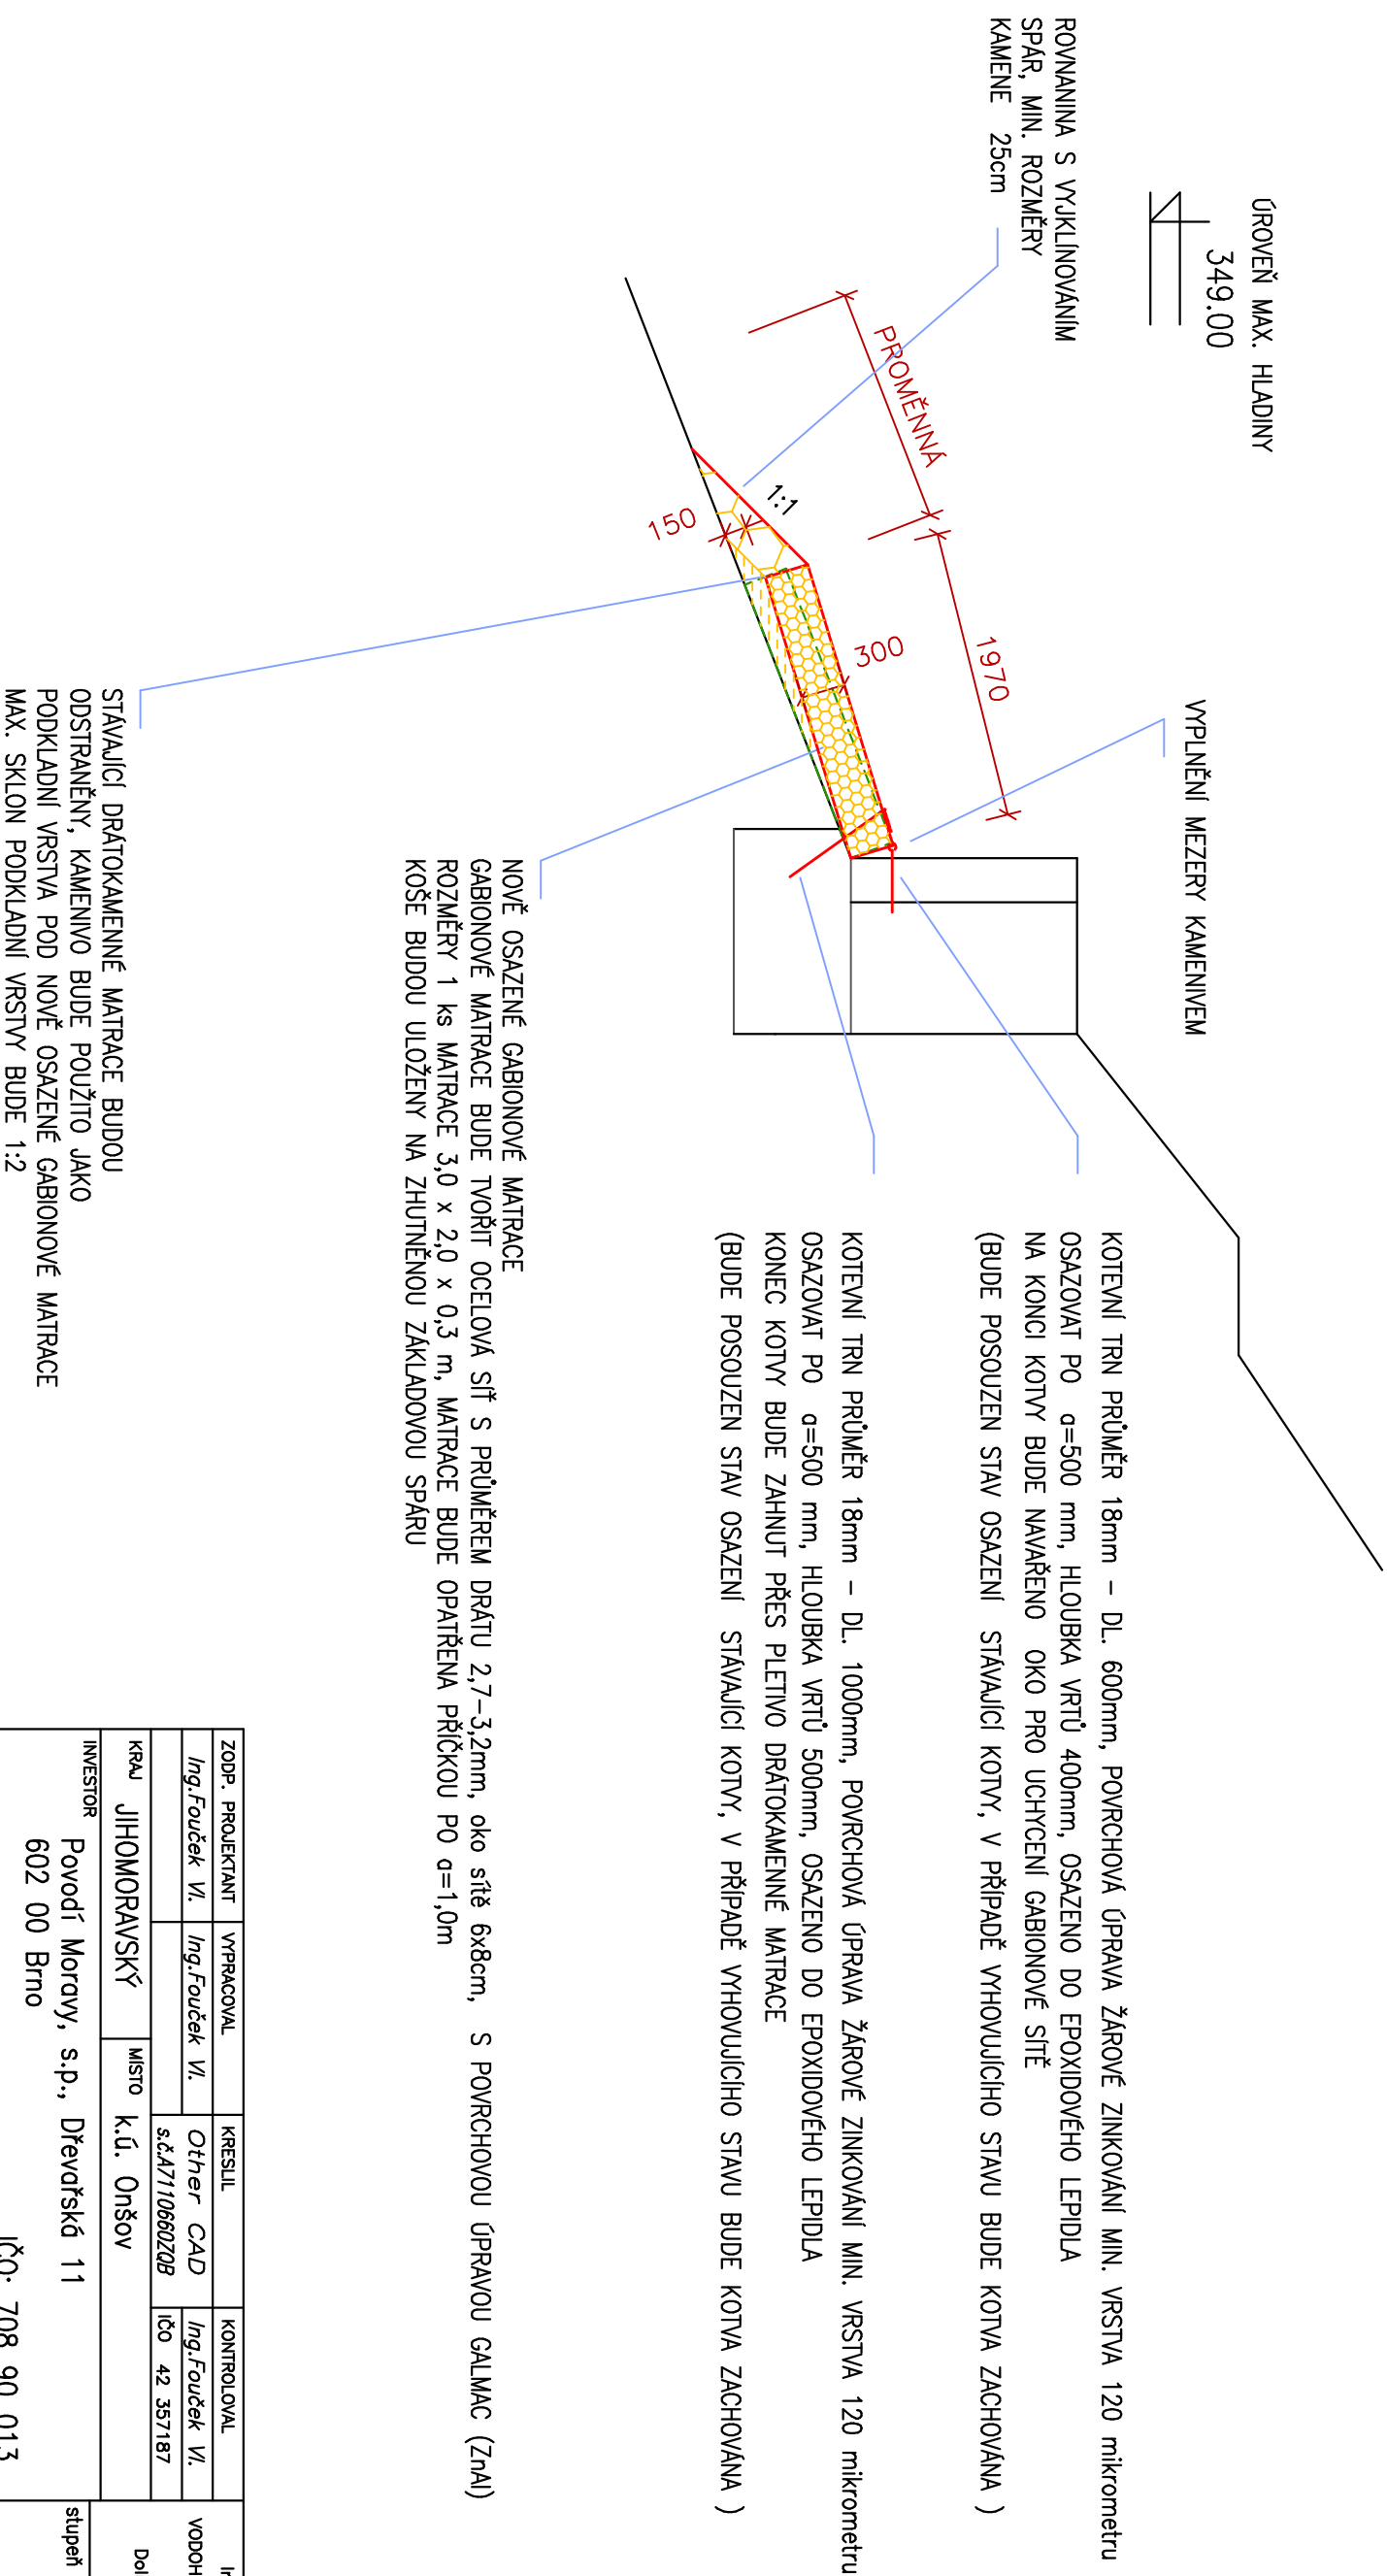 ÚROVEŇ MAX. HLADINY
349.00
ROVNANINA S VYJKLÍNOVÁNÍM
SPÁR, MIN. ROZMĚRY
KAMENE 25cm
PROMĚNNÁ
1970
1:1
150
300
VYPLNĚNÍ MEZERY KAMENIVEM
KOTEVNÍ TRN PRŮMĚR 18mm – DL. 600mm, POVRCHOVÁ ÚPRAVA ŽÁROVÉ ZINKOVÁNÍ MIN. VRSTVA 120 mikrometru
OSAZOVAT PO a=500 mm, HLOUBKA VRTŮ 400mm, OSAZENO DO EPOXIDOVÉHO LEPIDLA
NA KONCI KOTVY BUDE NAVAŘENO OKO PRO UCHYCENÍ GABIONOVÉ SÍTĚ
(BUDE POSOUZEN STAV OSAZENÍ STÁVAJÍCÍ KOTVY, V PŘÍPADĚ VYHOVUJÍCÍHO STAVU BUDE KOTVA ZACHOVÁNA )
KOTEVNÍ TRN PRŮMĚR 18mm – DL. 1000mm, POVRCHOVÁ ÚPRAVA ŽÁROVÉ ZINKOVÁNÍ MIN. VRSTVA 120 mikrometru
OSAZOVAT PO a=500 mm, HLOUBKA VRTŮ 500mm, OSAZENO DO EPOXIDOVÉHO LEPIDLA
KONEC KOTVY BUDE ZAHNUT PŘES PLETIVO DRÁTOKAMENNÉ MATRACE
(BUDE POSOUZEN STAV OSAZENÍ STÁVAJÍCÍ KOTVY, V PŘÍPADĚ VYHOVUJÍCÍHO STAVU BUDE KOTVA ZACHOVÁNA )
NOVĚ OSAZENÉ GABIONOVÉ MATRACE
GABIONOVÉ MATRACE BUDE TVOŘIT OCELOVÁ SÍŤ S PRŮMĚREM DRÁTU 2,7–3,2mm, oko sítě 6x8cm, S POVRCHOVOU ÚPRAVOU GALMAC (ZnAl)
ROZMĚRY 1 ks MATRACE 3,0 x 2,0 x 0,3 m, MATRACE BUDE OPATŘENA PŘÍČKOU PO a=1,0m
KOŠE BUDOU ULOŽENY NA ZHUTNĚNOU ZÁKLADOVOU SPÁRU
STÁVAJÍCÍ DRÁTOKAMENNÉ MATRACE BUDOU
ODSTRANĚNY, KAMENIVO BUDE POUŽITO JAKO
PODKLADNÍ VRSTVA POD NOVĚ OSAZENÉ GABIONOVÉ MATRACE
MAX. SKLON PODKLADNÍ VRSTVY BUDE 1:2
ZODP. PROJEKTANT VYPRACOVAL KRESLIL KONTROLOVAL
Ing.Fouček Vl. Ing.Fouček Vl. Other CAD Ing.Fouček Vl.
s.č.A7110660ZQB IČO 42 357187
KRAJ JIHOMORAVSKÝ MÍSTO k.ú. Onšov
INVESTOR
Povodí Moravy, s.p., Dřevařská 11
602 00 Brno
IČO: 708 90 013
VODOH
Dol
stupeň